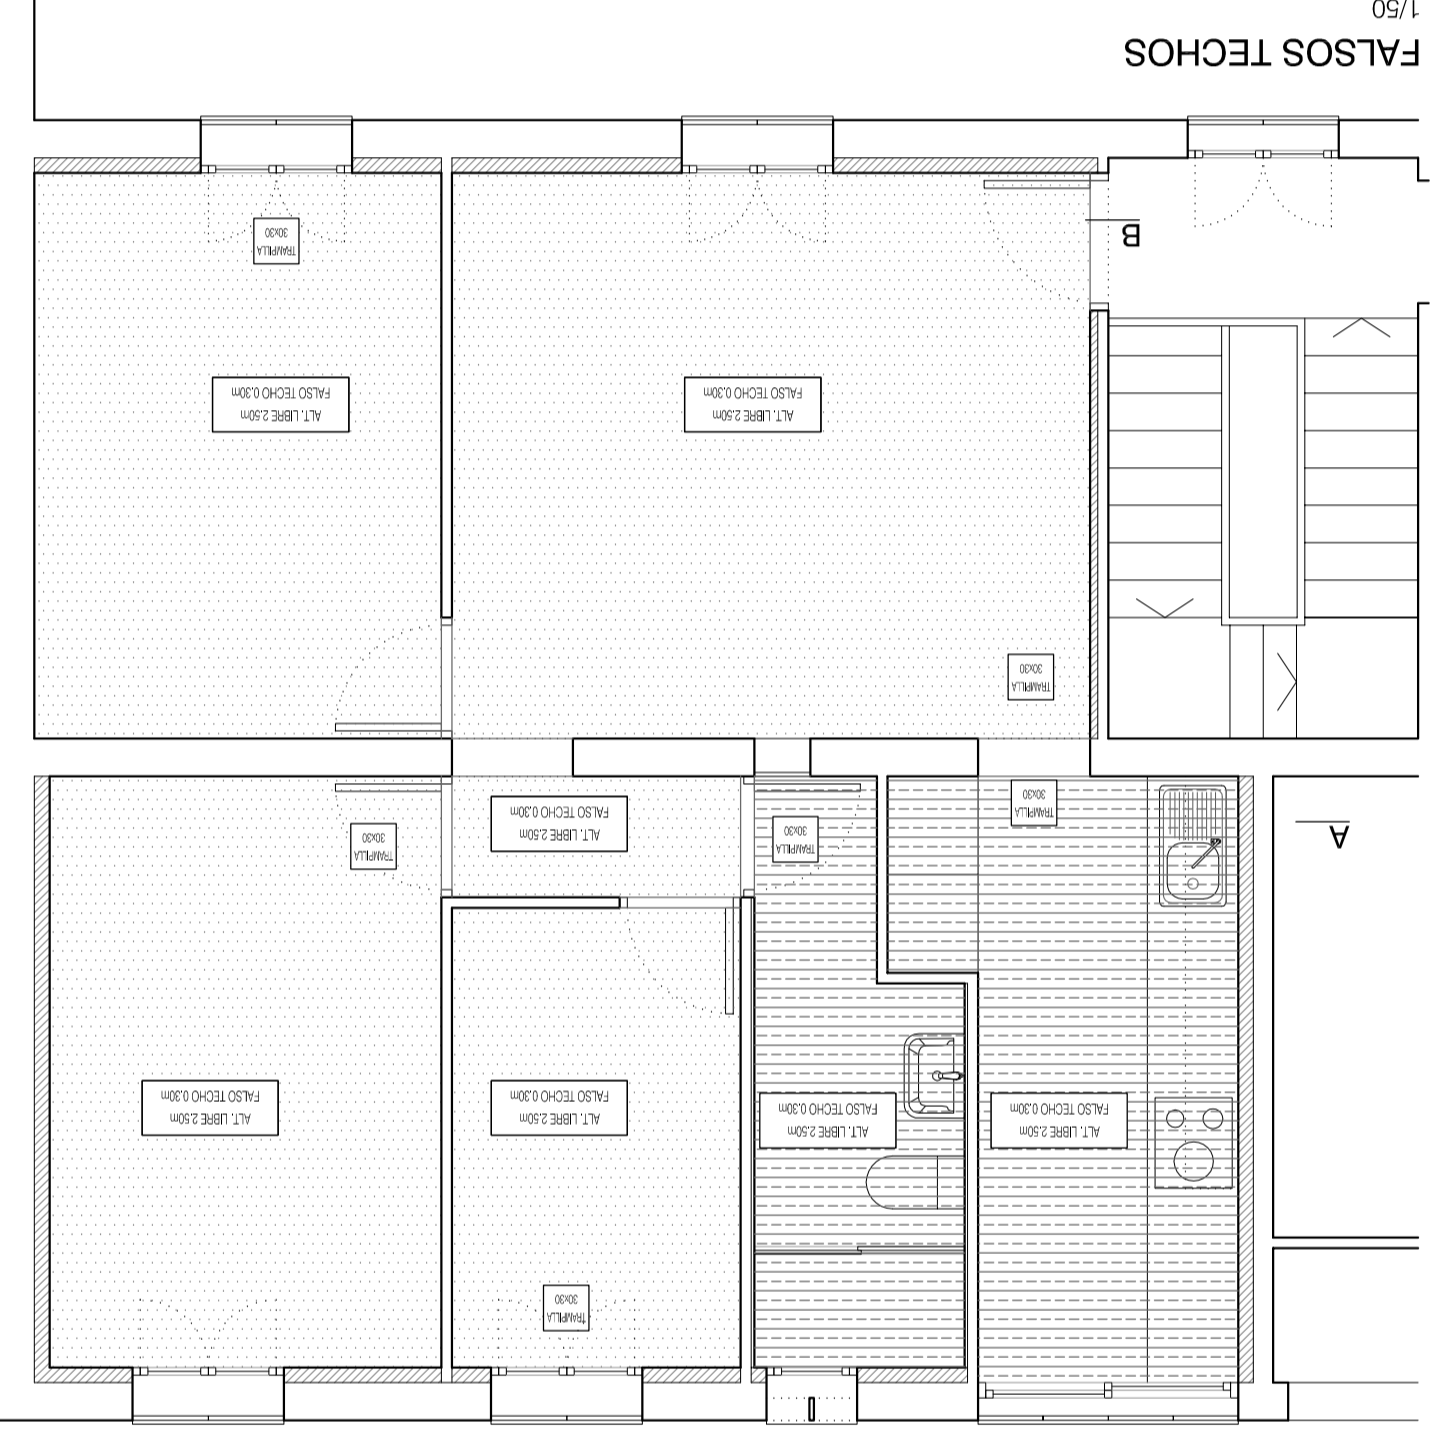 TRAMPILLA
30x30
ALT. LIBRE 2.50m
FALSO TECHO 0.30m
ALT. LIBRE 2.50m
FALSO TECHO 0.30m
ALT. LIBRE 2.50m
FALSO TECHO 0.30m
ALT. LIBRE 2.50m
FALSO TECHO 0.30m
A
TRAMPILLA
30x30
TRAMPILLA
30x30
ALT. LIBRE 2.50m
FALSO TECHO 0.30m
TRAMPILLA
30x30
TRAMPILLA
30x30
ALT. LIBRE 2.50m
FALSO TECHO 0.30m
ALT. LIBRE 2.50m
FALSO TECHO 0.30m
B
TRAMPILLA
30x30
FALSOS TECHOS
1/50